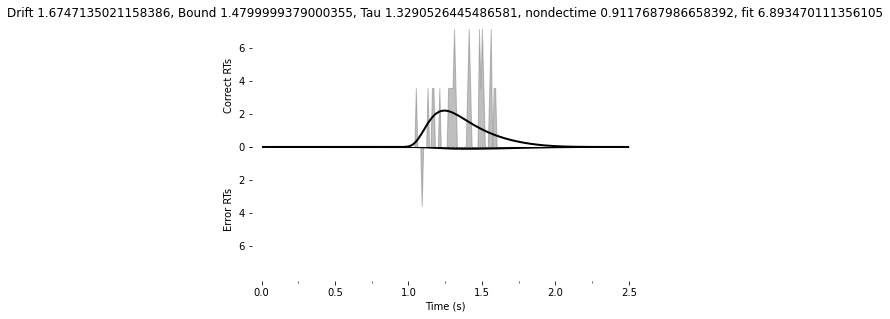 Drift 1.6747135021158386, Bound 1.4799999379000355, Tau 1.3290526445486581, nondectime 0.9117687986658392, fit 6.893470111356105
6
4
2
0
2
4
6
Correct RTs
Error RTs
0.0 0.5 1.0 1.5 2.0 2.5
Time (s)